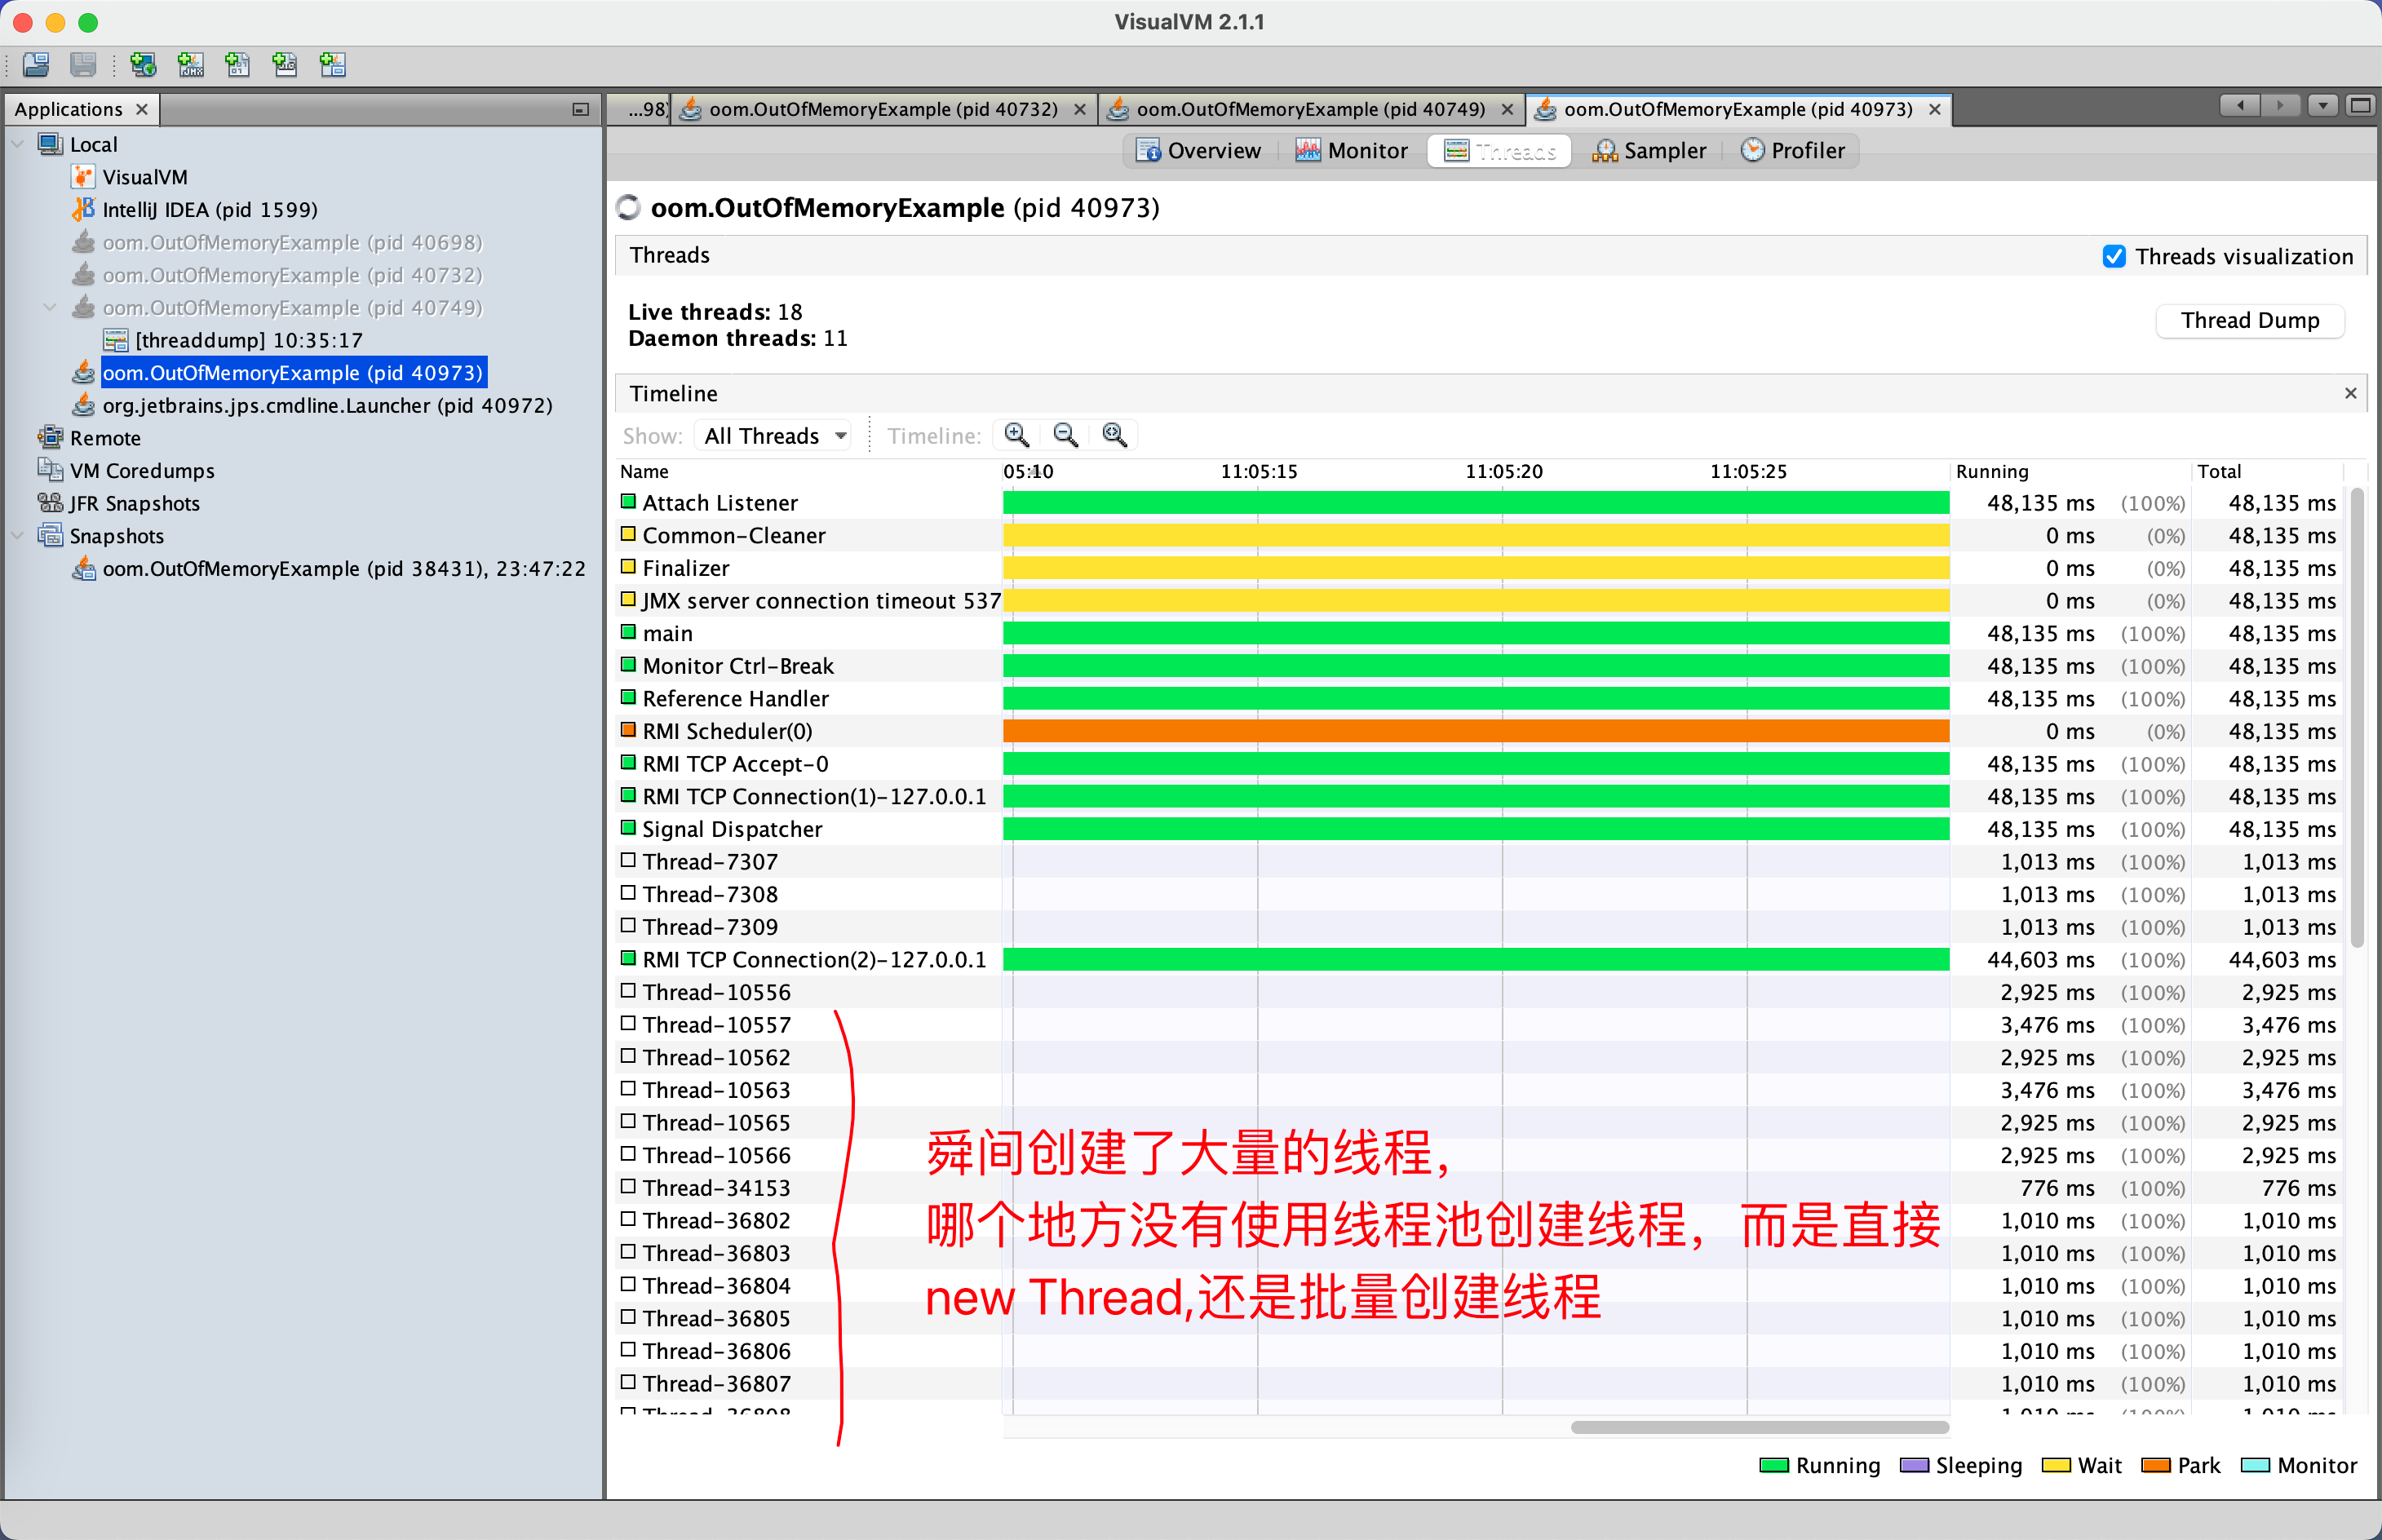 VisualVM 2.1.1
Applications
...98)
oom.OutOfMemoryExample (pid 40732)
oom.OutOfMemoryExample (pid 40749)
oom.OutOfMemoryExample (pid 40973)
Local
VisualVM
IntelliJ IDEA (pid 1599)
oom.OutOfMemoryExample (pid 40698)
oom.OutOfMemoryExample (pid 40732)
oom.OutOfMemoryExample (pid 40749)
[threaddump] 10:35:17
oom.OutOfMemoryExample (pid 40973)
org.jetbrains.jps.cmdline.Launcher (pid 40972)
Remote
VM Coredumps
JFR Snapshots
Snapshots
oom.OutOfMemoryExample (pid 38431), 23:47:22
Overview Monitor Threads Sampler Profiler
oom.OutOfMemoryExample (pid 40973)
Threads Threads visualization
Live threads: 18
Daemon threads: 11
Thread Dump
Timeline
Show: All Threads Timeline:
Name 05:10 11:05:15 11:05:20 11:05:25 Running Total
Attach Listener 48,135 ms (100%) 48,135 ms
Common-Cleaner 0 ms (0%) 48,135 ms
Finalizer 0 ms (0%) 48,135 ms
JMX server connection timeout 537 0 ms (0%) 48,135 ms
main 48,135 ms (100%) 48,135 ms
Monitor Ctrl-Break 48,135 ms (100%) 48,135 ms
Reference Handler 48,135 ms (100%) 48,135 ms
RMI Scheduler(0) 0 ms (0%) 48,135 ms
RMI TCP Accept-0 48,135 ms (100%) 48,135 ms
RMI TCP Connection(1)-127.0.0.1 48,135 ms (100%) 48,135 ms
Signal Dispatcher 48,135 ms (100%) 48,135 ms
Thread-7307 1,013 ms (100%) 1,013 ms
Thread-7308 1,013 ms (100%) 1,013 ms
Thread-7309 1,013 ms (100%) 1,013 ms
RMI TCP Connection(2)-127.0.0.1 44,603 ms (100%) 44,603 ms
Thread-10556 2,925 ms (100%) 2,925 ms
Thread-10557 3,476 ms (100%) 3,476 ms
Thread-10562 2,925 ms (100%) 2,925 ms
Thread-10563 3,476 ms (100%) 3,476 ms
Thread-10565 2,925 ms (100%) 2,925 ms
Thread-10566 2,925 ms (100%) 2,925 ms
Thread-34153 776 ms (100%) 776 ms
Thread-36802 1,010 ms (100%) 1,010 ms
Thread-36803 1,010 ms (100%) 1,010 ms
Thread-36804 1,010 ms (100%) 1,010 ms
Thread-36805 1,010 ms (100%) 1,010 ms
Thread-36806 1,010 ms (100%) 1,010 ms
Thread-36807 1,010 ms (100%) 1,010 ms
Thread-36808 1,010 ms (100%) 1,010 ms
舜间创建了大量的线程，
哪个地方没有使用线程池创建线程，而是直接
new Thread,还是批量创建线程
Running Sleeping Wait Park Monitor